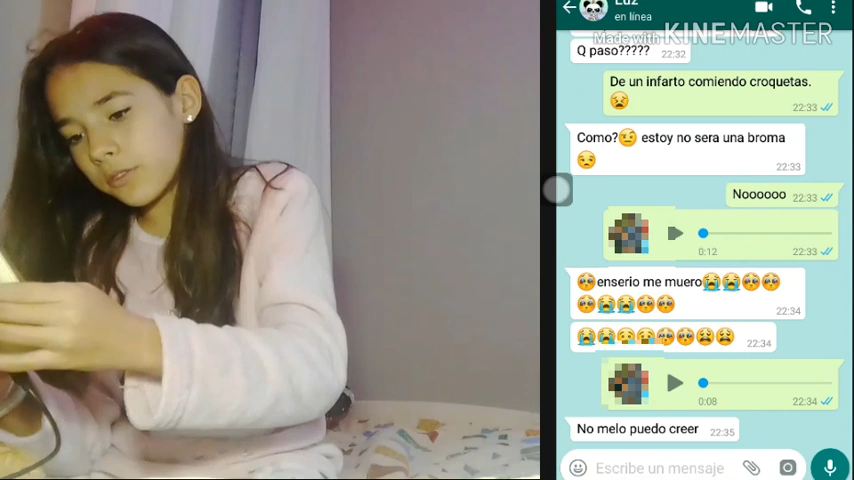 Luz
en línea
Made with KINEMASTER
Q paso????? 22:32
De un infarto comiendo croquetas.
😫 22:33
Como?🤨 estoy no sera una broma
😒 22:33
Noooooo 22:33
0:12 22:33
🥺enserio me muero😭😭🥺🥺
🥺😭😭🥺🥺 22:34
😭😭😢😢🥺🥺😩😩 22:34
0:08 22:34
No melo puedo creer 22:35
Escribe un mensaje